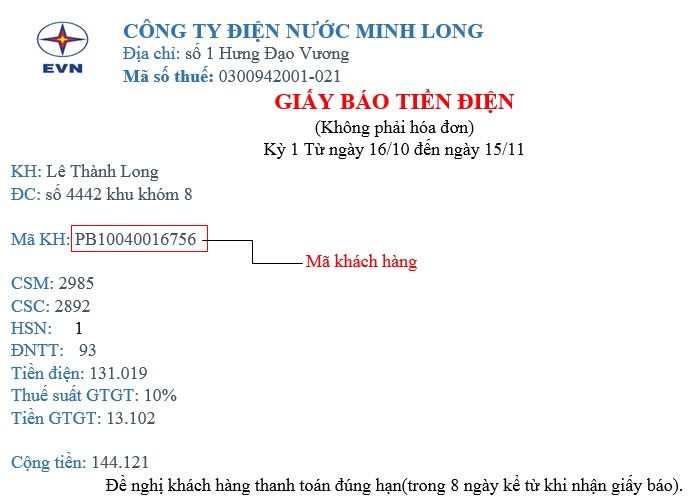 CÔNG TY ĐIỆN NƯỚC MINH LONG
Địa chỉ: số 1 Hưng Đạo Vương
EVN
Mã số thuế: 0300942001-021
GIẤY BÁO TIỀN ĐIỆN
(Không phải hóa đơn)
Kỳ 1 Từ ngày 16/10 đến ngày 15/11
KH: Lê Thành Long
ĐC: số 4442 khu khóm 8
Mã KH: PB10040016756
Mã khách hàng
CSM: 2985
CSC: 2892
HSN: 1
ĐNTT: 93
Tiền điện: 131.019
Thuế suất GTGT: 10%
Tiền GTGT: 13.102
Cộng tiền: 144.121
Đề nghị khách hàng thanh toán đúng hạn(trong 8 ngày kể từ khi nhận giấy báo).